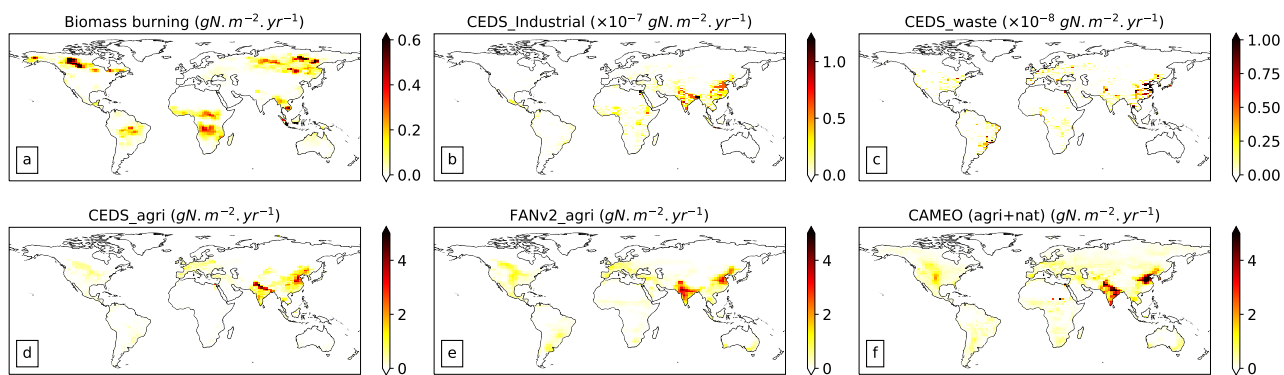 Biomass burning (gN.m⁻².yr⁻¹)
CEDS_Industrial (×10⁻⁷ gN.m⁻².yr⁻¹)
CEDS_waste (×10⁻⁸ gN.m⁻².yr⁻¹)
0.6
0.4
0.2
0.0
a
1.0
0.5
0.0
b
1.00
0.75
0.50
0.25
0.00
c
CEDS_agri (gN.m⁻².yr⁻¹)
FANv2_agri (gN.m⁻².yr⁻¹)
CAMEO (agri+nat) (gN.m⁻².yr⁻¹)
4
2
0
d
4
2
0
e
4
2
0
f